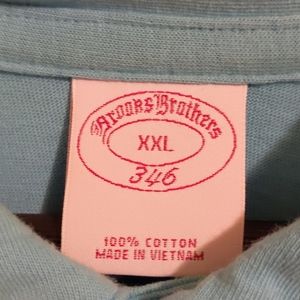 Brooks Brothers
XXL
346
100% COTTON
MADE IN VIETNAM